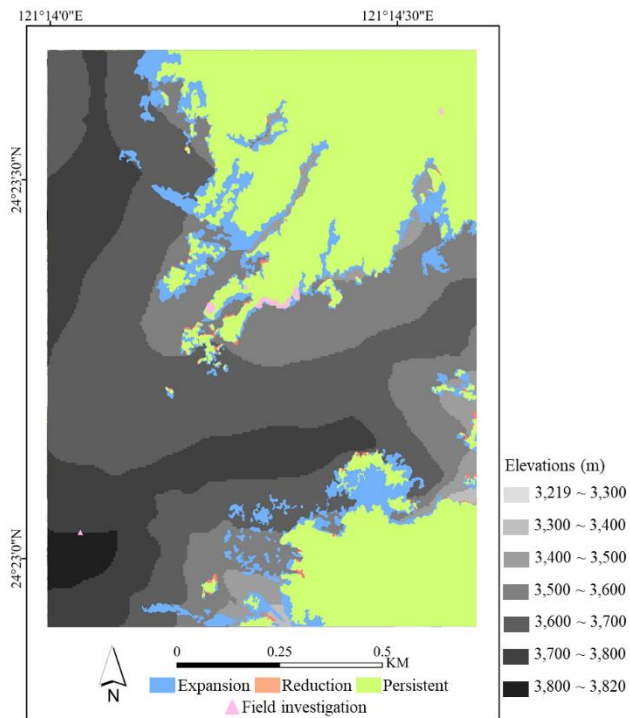 121°14'0"E
121°14'30"E
24°23'30"N
24°23'0"N
Elevations (m)
3,219 ~ 3,300
3,300 ~ 3,400
3,400 ~ 3,500
3,500 ~ 3,600
3,600 ~ 3,700
3,700 ~ 3,800
3,800 ~ 3,820
0
0.25
0.5
KM
N
Expansion
Reduction
Persistent
Field investigation